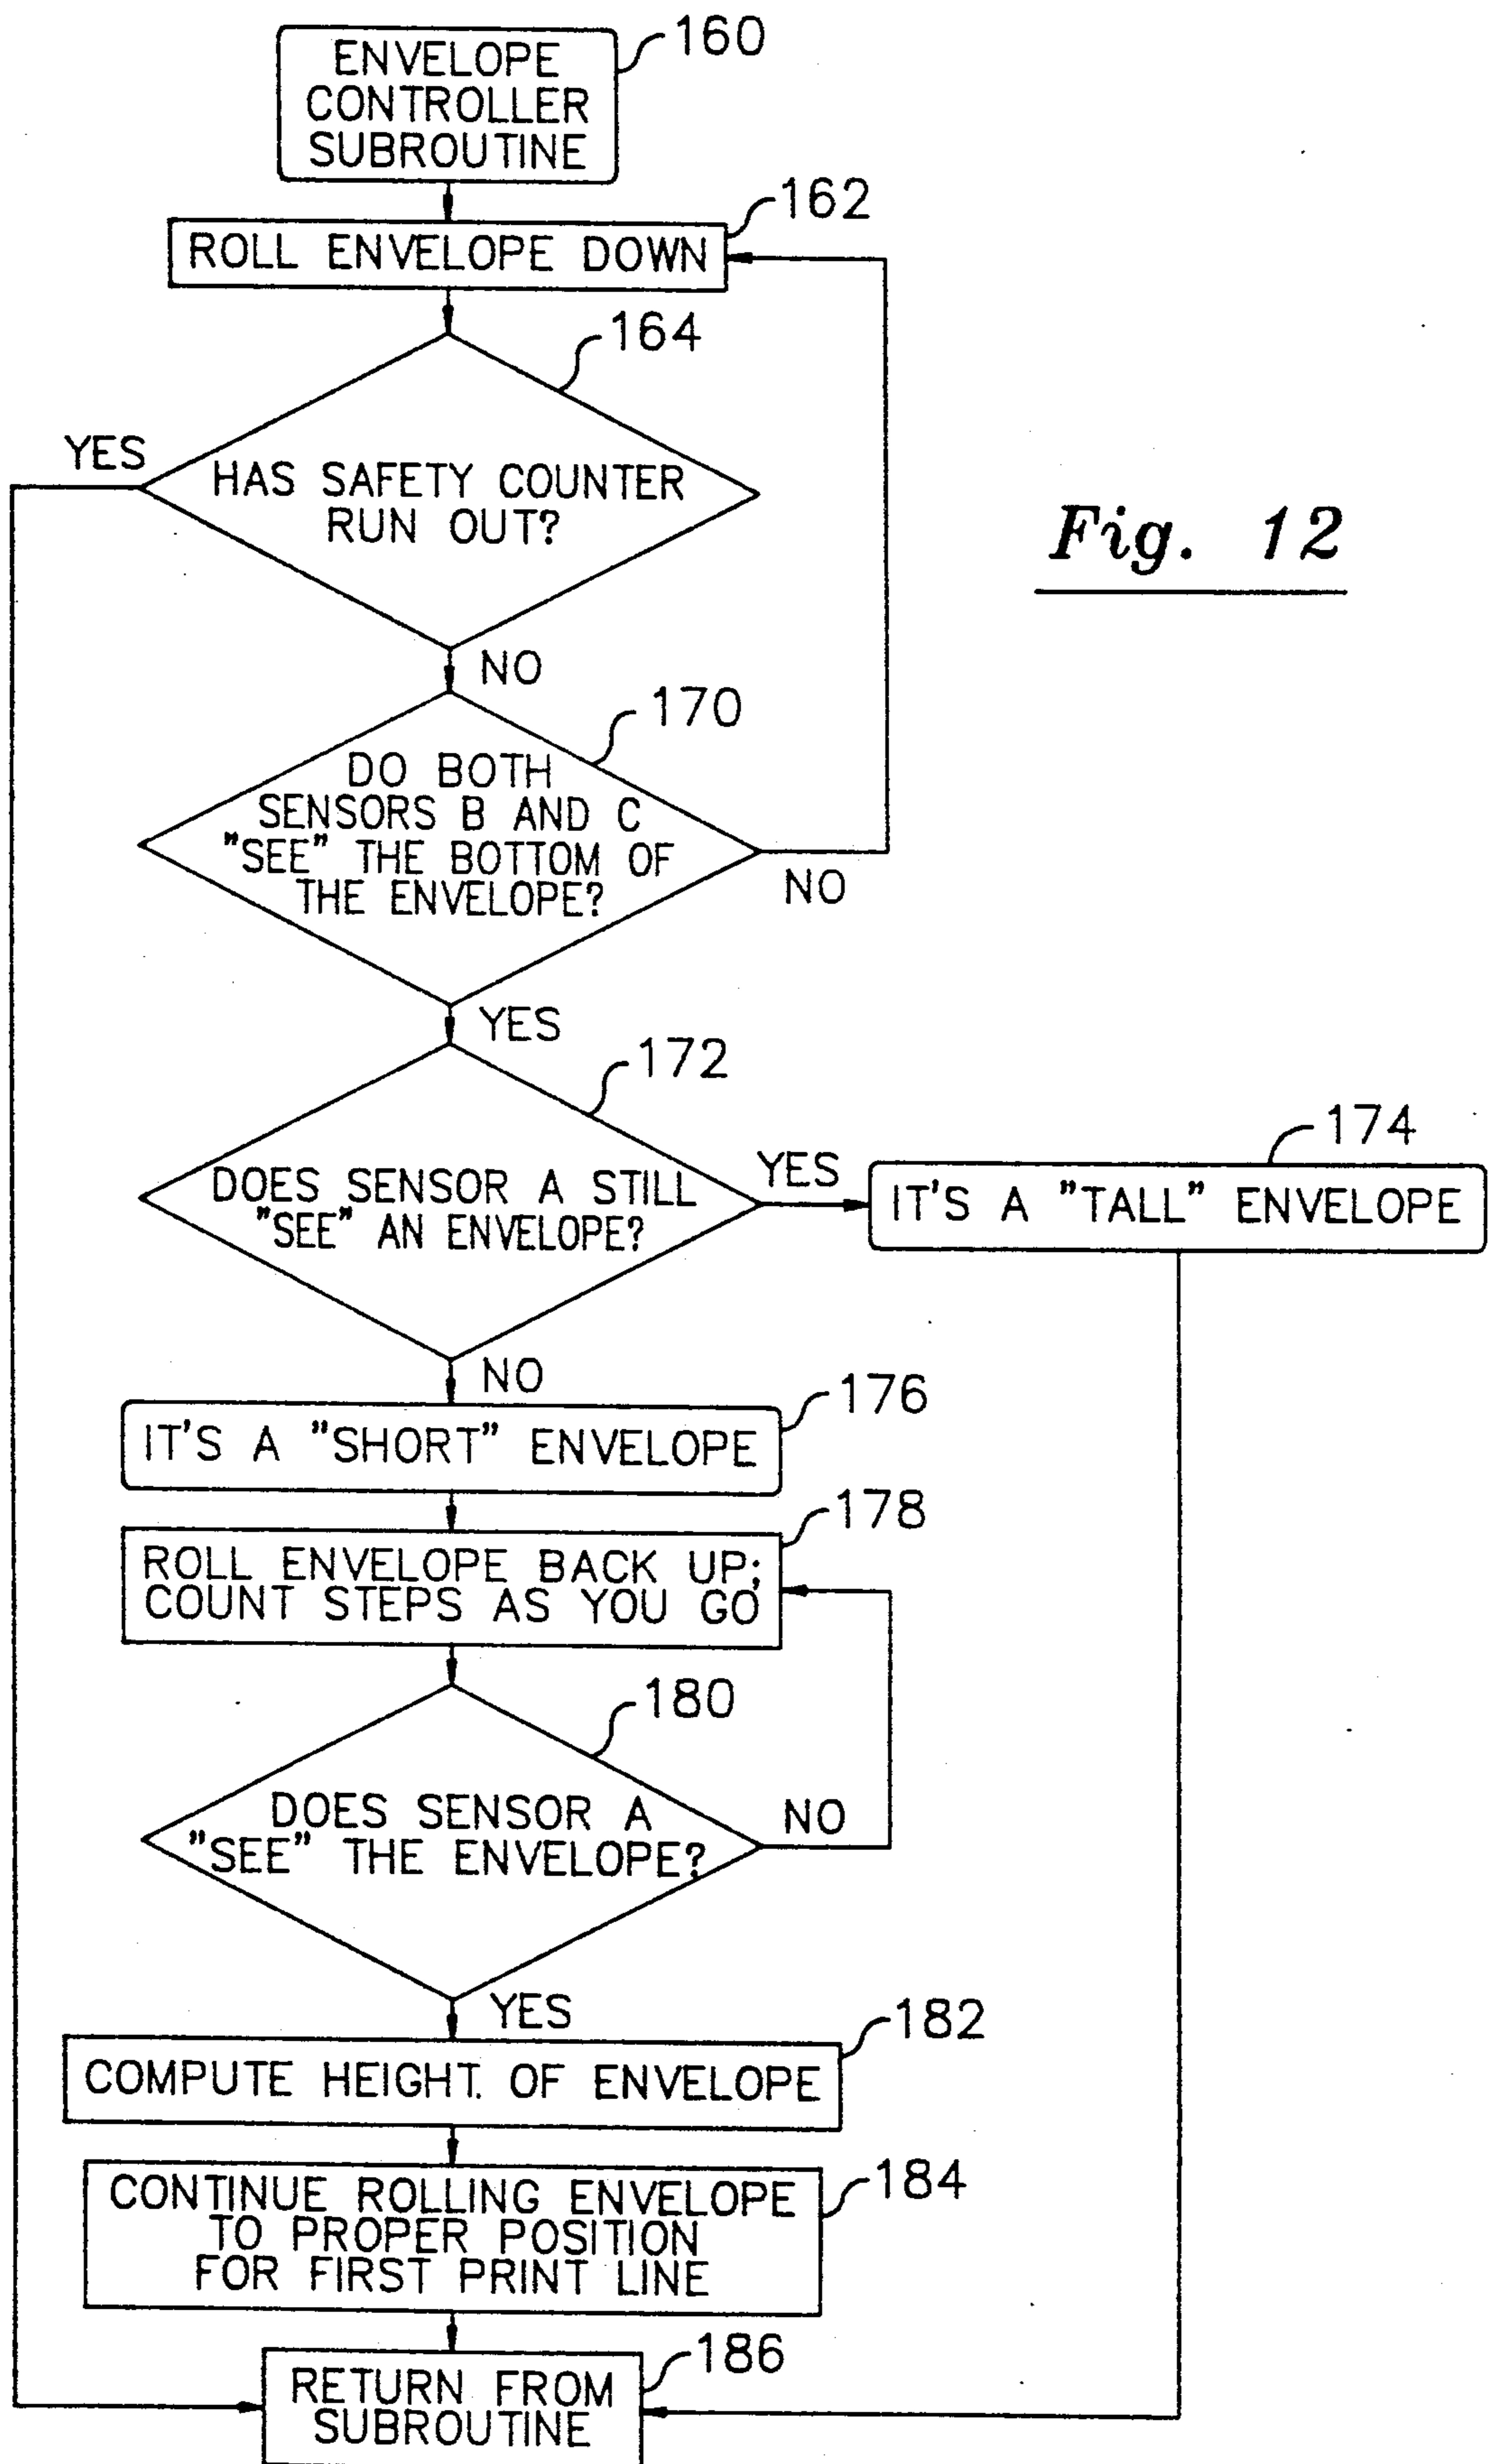 160
ENVELOPE
CONTROLLER
SUBROUTINE
162
ROLL ENVELOPE DOWN
164
YES
HAS SAFETY COUNTER
RUN OUT?
Fig. 12
NO
170
DO BOTH
SENSORS B AND C
"SEE" THE BOTTOM OF
THE ENVELOPE?
NO
YES
172
DOES SENSOR A STILL
"SEE" AN ENVELOPE?
YES
174
IT'S A "TALL" ENVELOPE
NO
176
IT'S A "SHORT" ENVELOPE
178
ROLL ENVELOPE BACK UP;
COUNT STEPS AS YOU GO
180
DOES SENSOR A
"SEE" THE ENVELOPE?
NO
YES
182
COMPUTE HEIGHT OF ENVELOPE
184
CONTINUE ROLLING ENVELOPE
TO PROPER POSITION
FOR FIRST PRINT LINE
186
RETURN FROM
SUBROUTINE